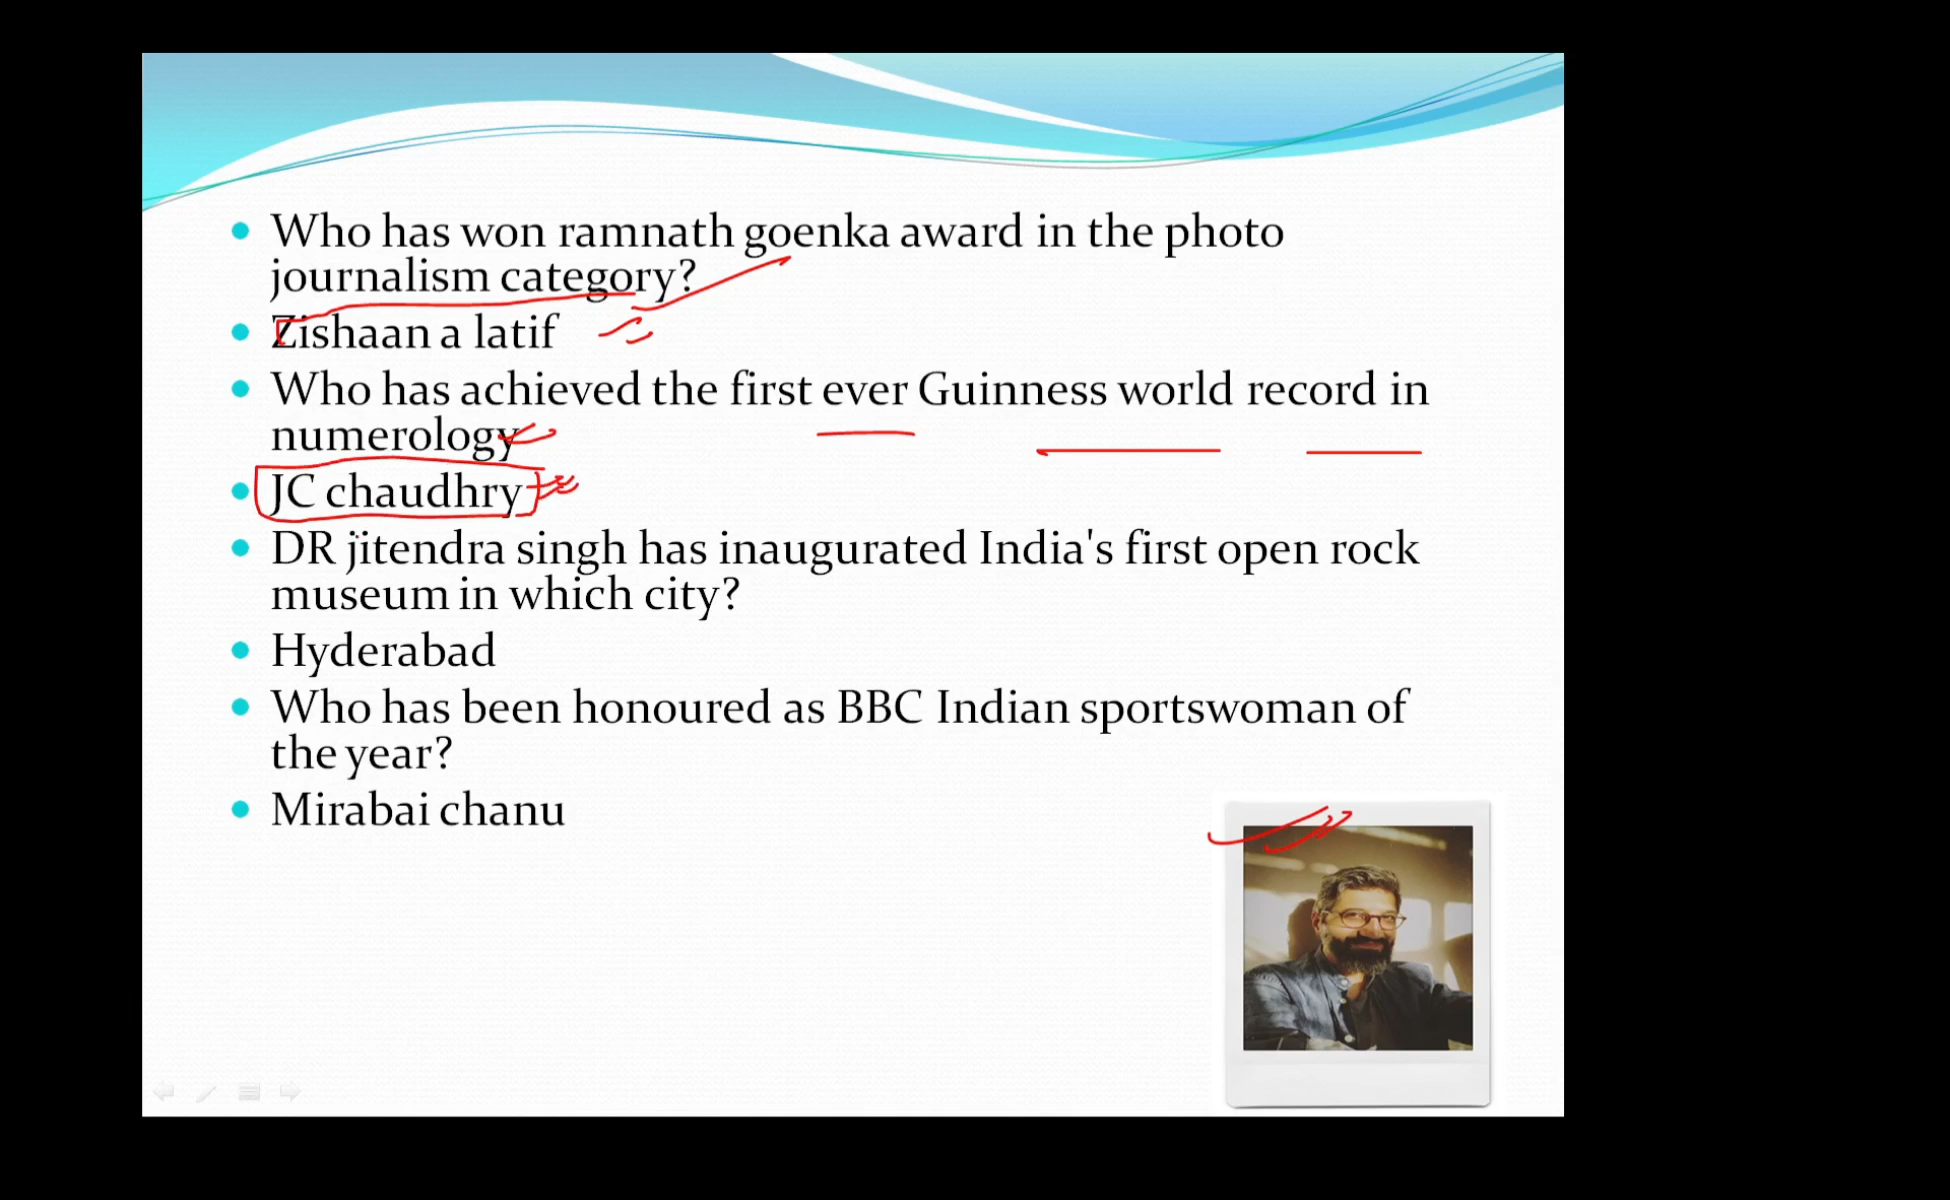 Who has won ramnath goenka award in the photo
journalism category?
Zishaan a latif
Who has achieved the first ever Guinness world record in
numerology
JC chaudhry
DR jitendra singh has inaugurated India's first open rock
museum in which city?
Hyderabad
Who has been honoured as BBC Indian sportswoman of
the year?
Mirabai chanu